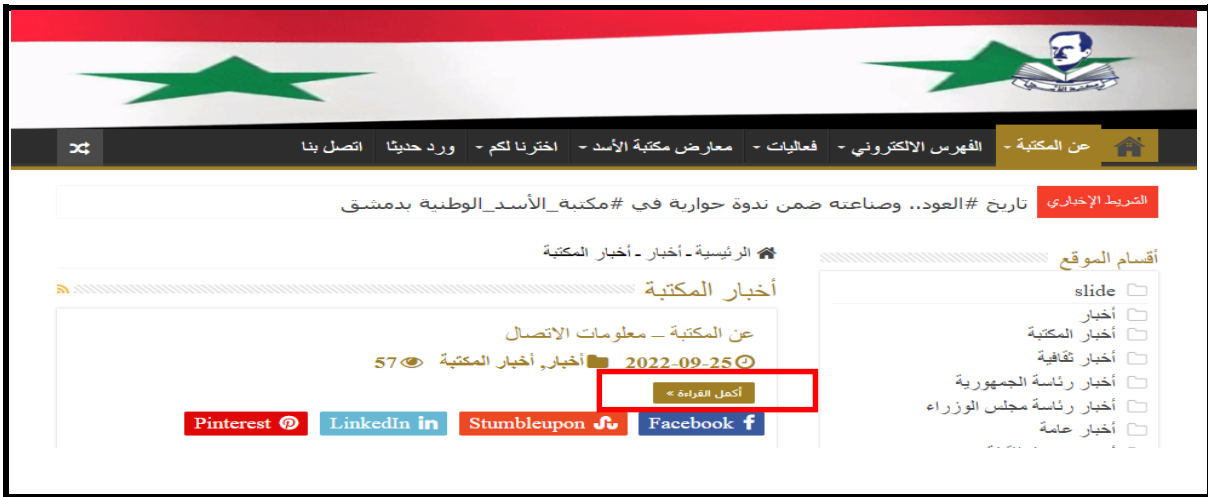 عن المكتبة - الفهرس الالكتروني - فعاليات - معارض مكتبة الأسد - اخترنا لكم - ورد حديثا اتصل بنا
الشريط الإخباري تاريخ #العود.. وصناعته ضمن ندوة حوارية في #مكتبة_الأسد_الوطنية بدمشق
الرئيسية - أخبار - أخبار المكتبة
أخبار المكتبة
عن المكتبة – معلومات الاتصال
2022-09-25 أخبار, أخبار المكتبة 57
أكمل القراءة »
Facebook Stumbleupon LinkedIn Pinterest
أقسام الموقع
slide
أخبار
أخبار المكتبة
أخبار ثقافية
أخبار رئاسة الجمهورية
أخبار رئاسة مجلس الوزراء
أخبار عامة